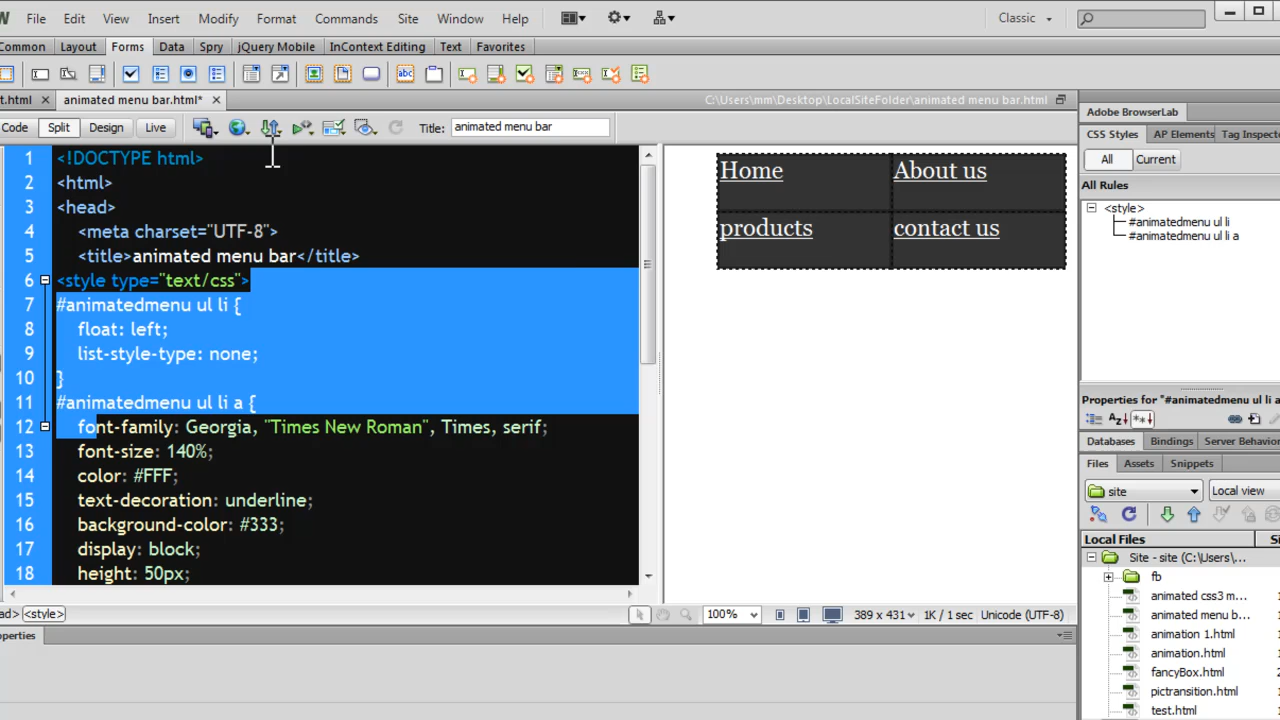 W File Edit View Insert Modify Format Commands Site Window Help Classic
Common Layout Forms Data Spry jQuery Mobile InContext Editing Text Favorites
abc
t.html animated menu bar.html* C:\Users\mm\Desktop\LocalSiteFolder\animated menu bar.html
Adobe BrowserLab
Code Split Design Live Title: animated menu bar
CSS Styles AP Elements Tag Inspecto
All Current
All Rules
<style>
#animatedmenu ul li
#animatedmenu ul li a
1 <!DOCTYPE html>
2 <html>
3 <head>
4 <meta charset="UTF-8">
5 <title>animated menu bar</title>
6 <style type="text/css">
7 #animatedmenu ul li {
8 float: left;
9 list-style-type: none;
10 }
11 #animatedmenu ul li a {
12 font-family: Georgia, "Times New Roman", Times, serif;
13 font-size: 140%;
14 color: #FFF;
15 text-decoration: underline;
16 background-color: #333;
17 display: block;
18 height: 50px;
Home About us
products contact us
Properties for "#animatedmenu ul li a
Databases Bindings Server Behavior
Files Assets Snippets
site Local view
Local Files Si
Site - site (C:\Users\...
fb
animated css3 m...
animated menu b...
animation 1.html
animation.html
fancyBox.html
pictransition.html
test.html
ad> <style> 100% 389 x 431 1K / 1 sec Unicode (UTF-8)
operties